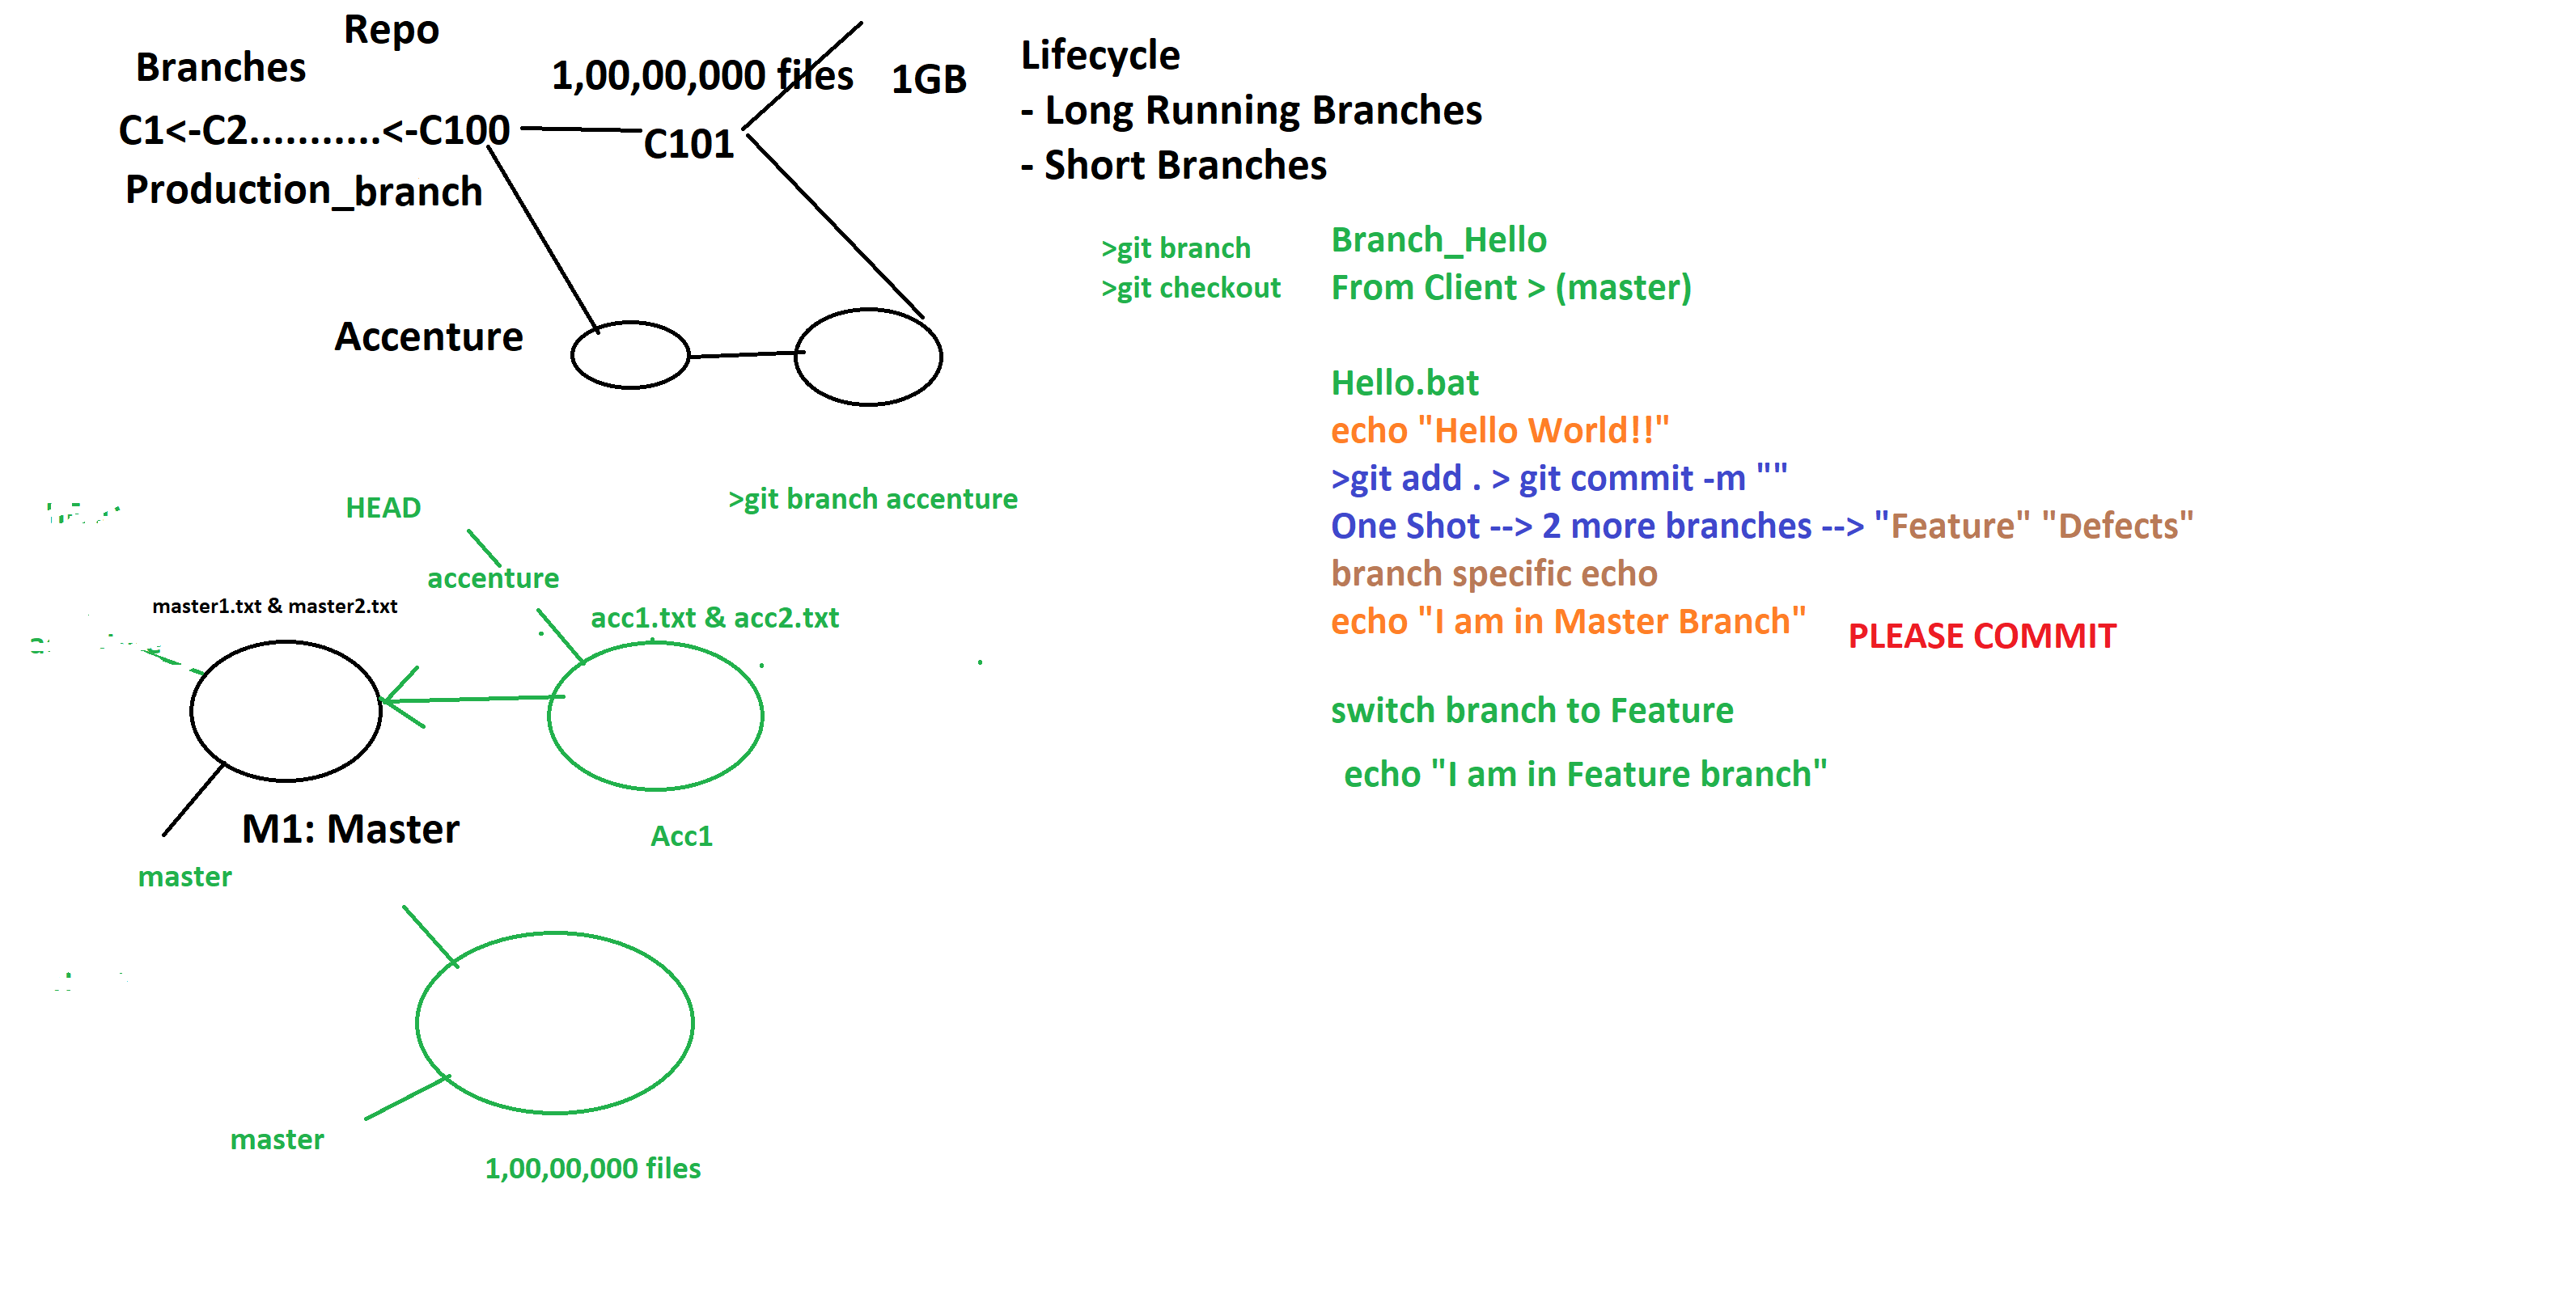 Repo
Branches
1,00,00,000 files
1GB
C1<-C2...........<-C100
C101
Production_branch
Accenture
Lifecycle
- Long Running Branches
- Short Branches
>git branch
>git checkout
Branch_Hello
From Client > (master)
Hello.bat
echo "Hello World!!"
>git add . > git commit -m ""
One Shot --> 2 more branches --> "Feature" "Defects"
branch specific echo
echo "I am in Master Branch"
PLEASE COMMIT
switch branch to Feature
echo "I am in Feature branch"
HEAD
>git branch accenture
accenture
master1.txt & master2.txt
acc1.txt & acc2.txt
M1: Master
Acc1
master
master
1,00,00,000 files